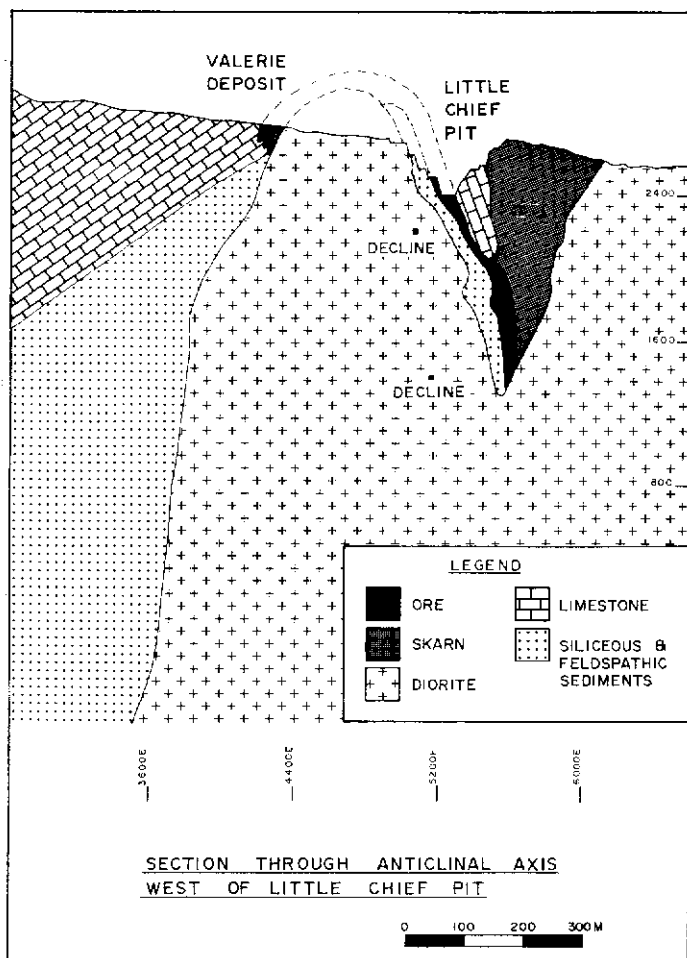 VALERIE
DEPOSIT
LITTLE
CHIEF
PIT
2400
DECLINE
1600
DECLINE
800
LEGEND
ORE
LIMESTONE
SKARN
SILICEOUS &
FELDSPATHIC
SEDIMENTS
DIORITE
3600E
4400E
5200E
6000E
SECTION THROUGH ANTICLINAL AXIS
WEST OF LITTLE CHIEF PIT
0 100 200 300M